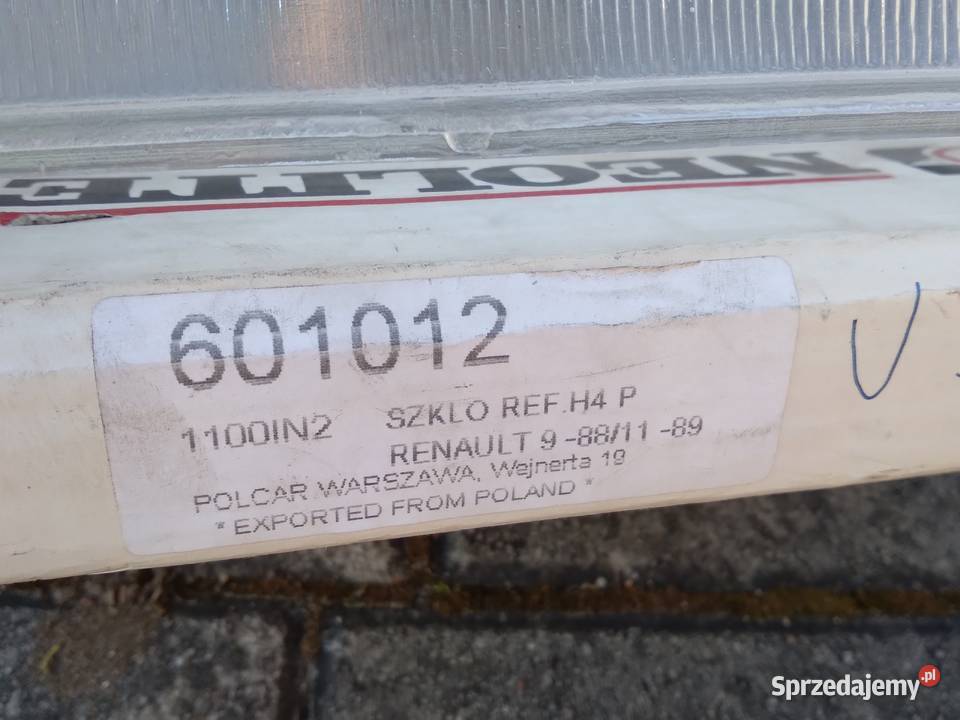 NEOLITE
601012
1100IN2 SZKLO REF.H4 P
RENAULT 9 -88/11 -89
POLCAR WARSZAWA, Wejnerta 19
* EXPORTED FROM POLAND *
Sprzedajemy.pl